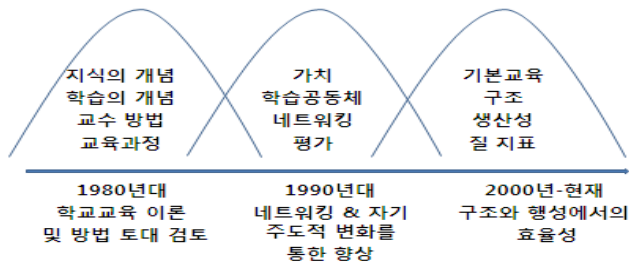 지식의 개념
학습의 개념
교수 방법
교육과정
가치
학습공동체
네트워킹
평가
기본교육
구조
생산성
질 지표
1980년대
학교교육 이론
및 방법 토대 검토
1990년대
네트워킹 & 자기
주도적 변화를
통한 향상
2000년-현재
구조와 행성에서의
효율성